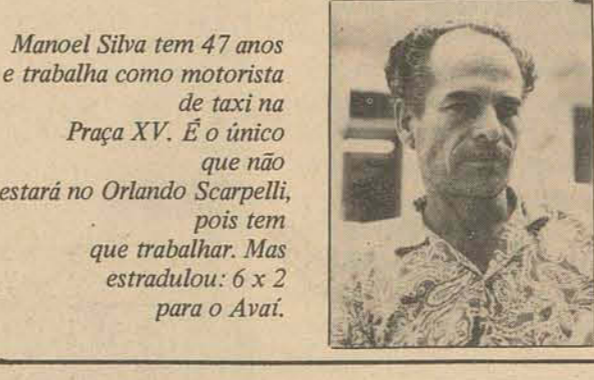 Manoel Silva tem 47 anos
e trabalha como motorista
de taxi na
Praça XV. É o único
que não
estará no Orlando Scarpelli,
pois tem
que trabalhar. Mas
estradulou: 6 x 2
para o Avaí.